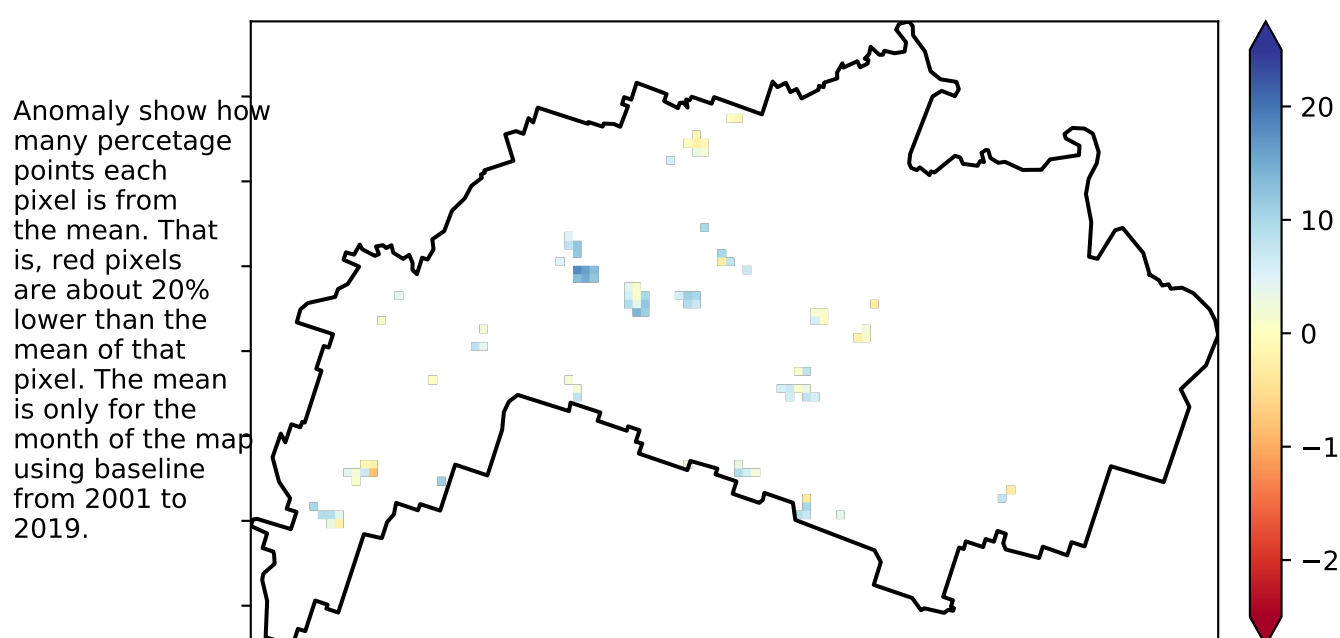 Anomaly show how
many percetage
points each
pixel is from
the mean. That
is, red pixels
are about 20%
lower than the
mean of that
pixel. The mean
is only for the
month of the map
using baseline
from 2001 to
2019.
20
10
0
−1
−2